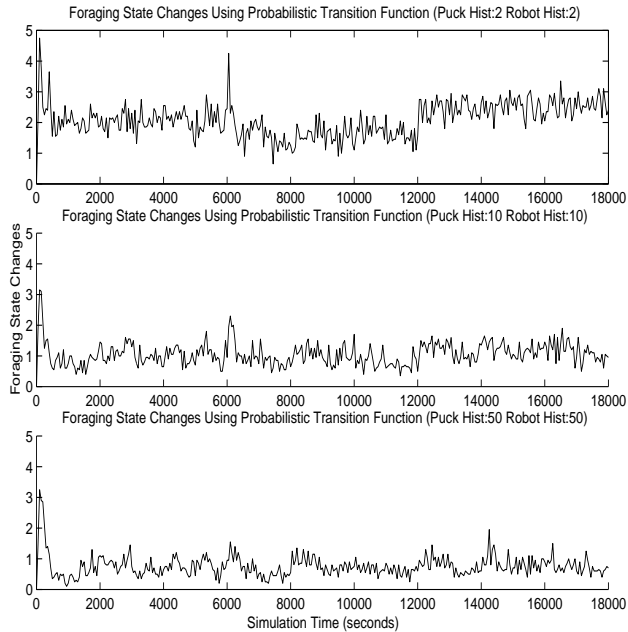 Foraging State Changes Using Probabilistic Transition Function (Puck Hist:2 Robot Hist:2)
5
4
3
2
1
0
0 2000 4000 6000 8000 10000 12000 14000 16000 18000
Foraging State Changes Using Probabilistic Transition Function (Puck Hist:10 Robot Hist:10)
Foraging State Changes
5
4
3
2
1
0
0 2000 4000 6000 8000 10000 12000 14000 16000 18000
Foraging State Changes Using Probabilistic Transition Function (Puck Hist:50 Robot Hist:50)
5
4
3
2
1
0
0 2000 4000 6000 8000 10000 12000 14000 16000 18000
Simulation Time (seconds)